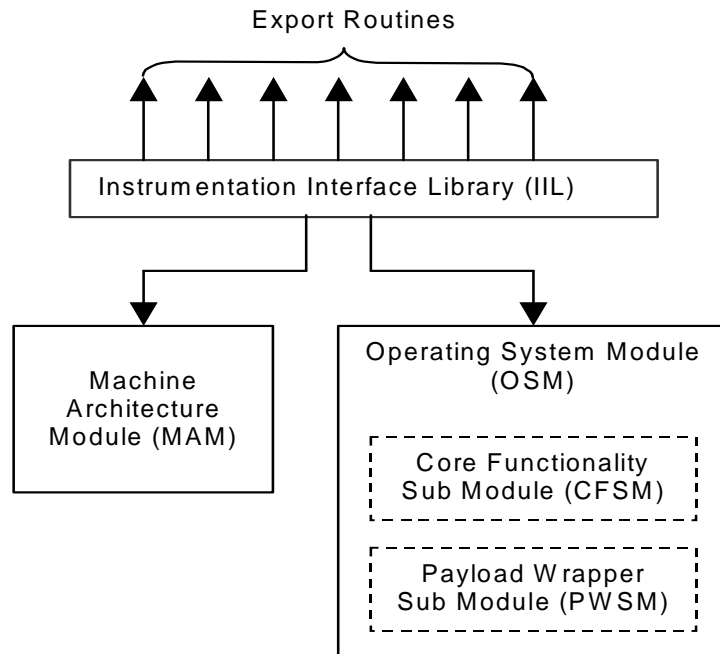 Export Routines
Instrumentation Interface Library (IIL)
Machine
Architecture
Module (MAM)
Operating System Module
(OSM)
Core Functionality
Sub Module (CFSM)
Payload Wrapper
Sub Module (PWSM)